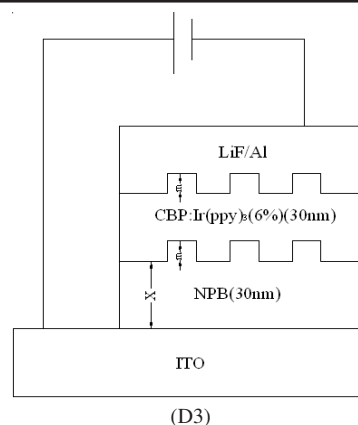 LiF/Al
m
CBP:Ir(ppy)₃(6%)(30nm)
m
X
NPB(30nm)
ITO
(D3)